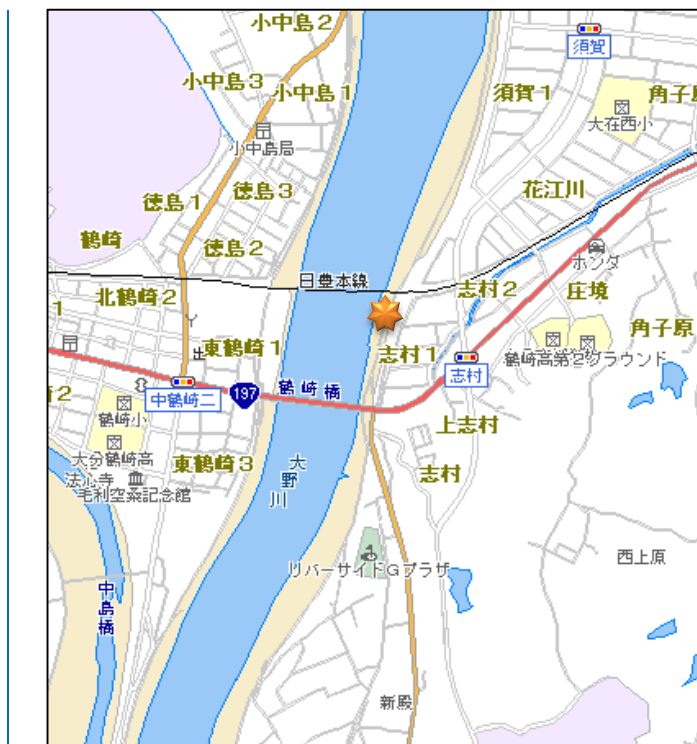 小中島2
須賀
小中島3
小中島1
須賀1
角子原
大在西小
小中島局
徳島3
花江川
徳島1
鶴崎
徳島2
ホンダ
日豊本線
志村2
北鶴崎2
庄境
1
角子原
東鶴崎1
志村1
鶴崎高第2グラウンド
出
志村
197
鶴崎橋
2
中鶴崎二
鶴崎小
上志村
大分鶴崎高
東鶴崎3
大野川
志村
法心寺
毛利空桑記念館
リバーサイドGプラザ
西上原
中島橋
新殿